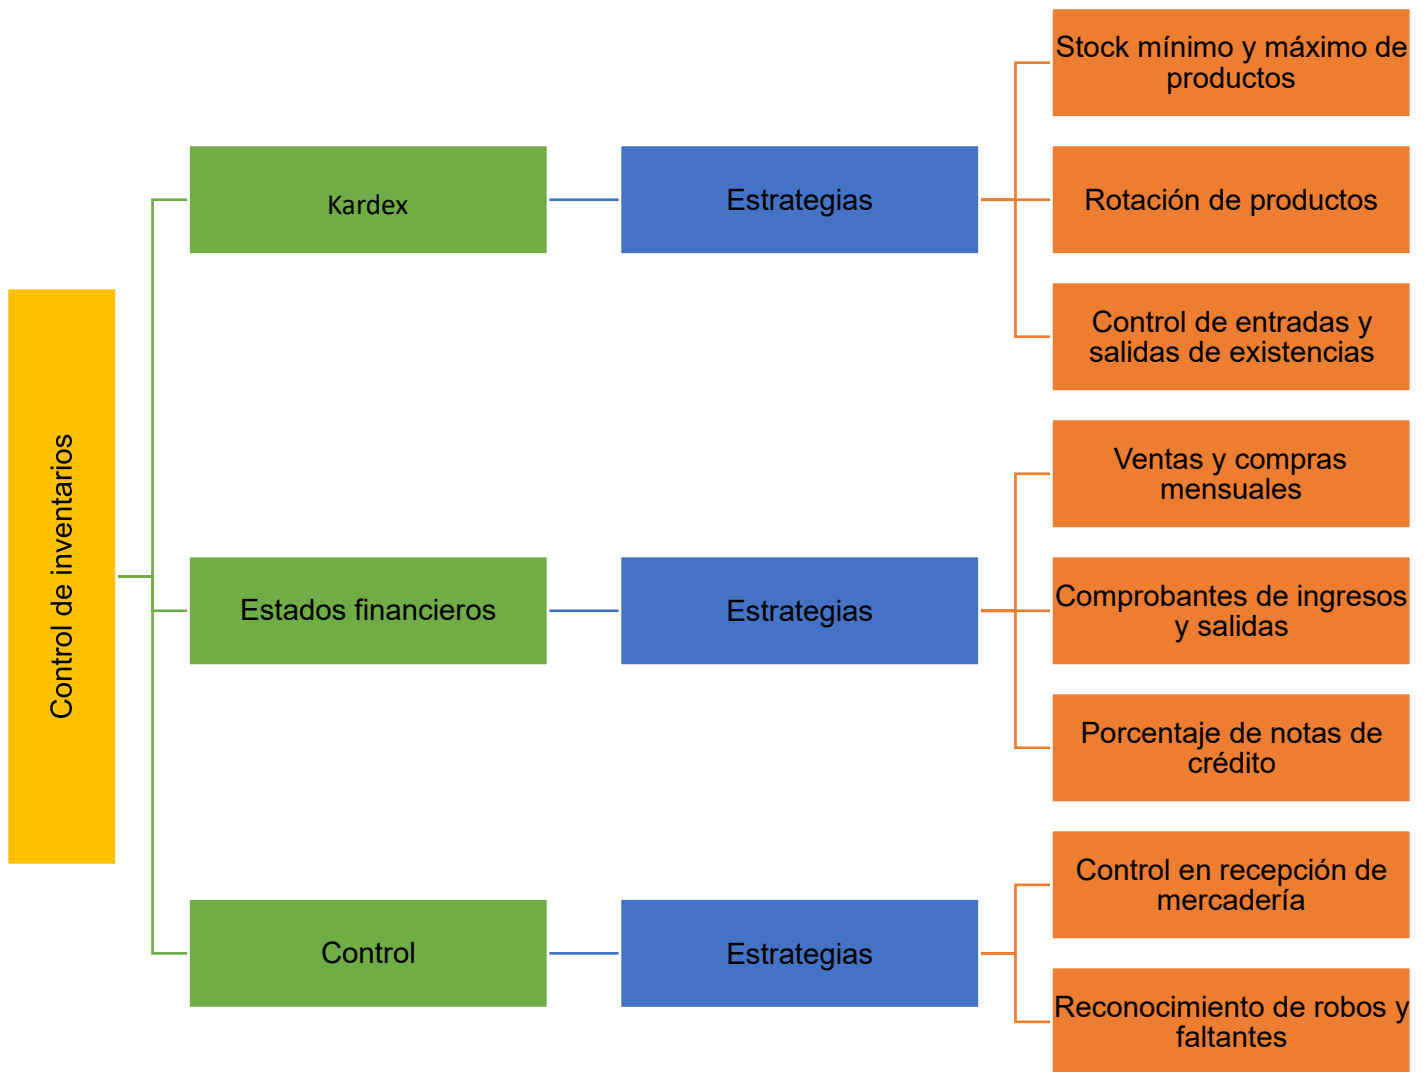 Control de inventarios
Kardex
Estrategias
Stock mínimo y máximo de
productos
Rotación de productos
Control de entradas y
salidas de existencias
Estados financieros
Estrategias
Ventas y compras
mensuales
Comprobantes de ingresos
y salidas
Porcentaje de notas de
crédito
Control
Estrategias
Control en recepción de
mercadería
Reconocimiento de robos y
faltantes